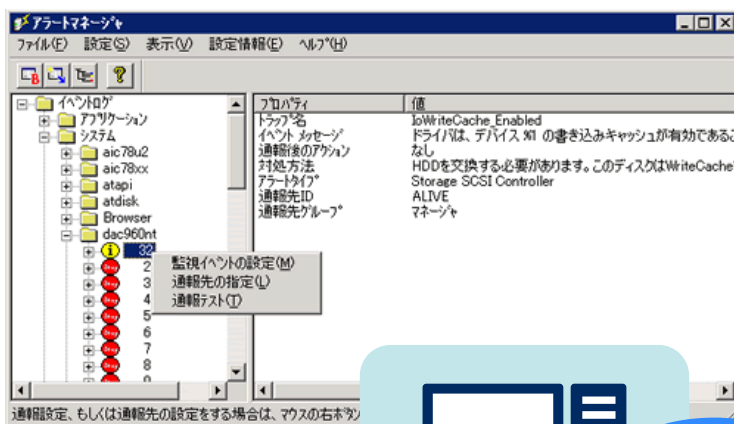 アラートマネージャ
ファイル(F) 設定(S) 表示(V) 設定情報(E) ヘルプ(H)
イベントログ
アプリケーション
システム
aic78u2
aic78xx
atapi
atdisk
Browser
dac960nt
32
2
3
4
5
6
7
8
監視イベントの設定(M)
通報先の指定(L)
通報テスト(T)
プロパティ 値
トラップ名 IoWriteCache_Enabled
イベント メッセージ ドライバは、デバイス %1 の書き込みキャッシュが有効であるこ
通報後のアクション なし
対処方法 HDDを交換する必要があります。このディスクはWriteCache
アラートタイプ Storage SCSI Controller
通報先ID ALIVE
通報先グループ マネージャ
通報設定、もしくは通報先の設定をする場合は、マウスの右ボタン